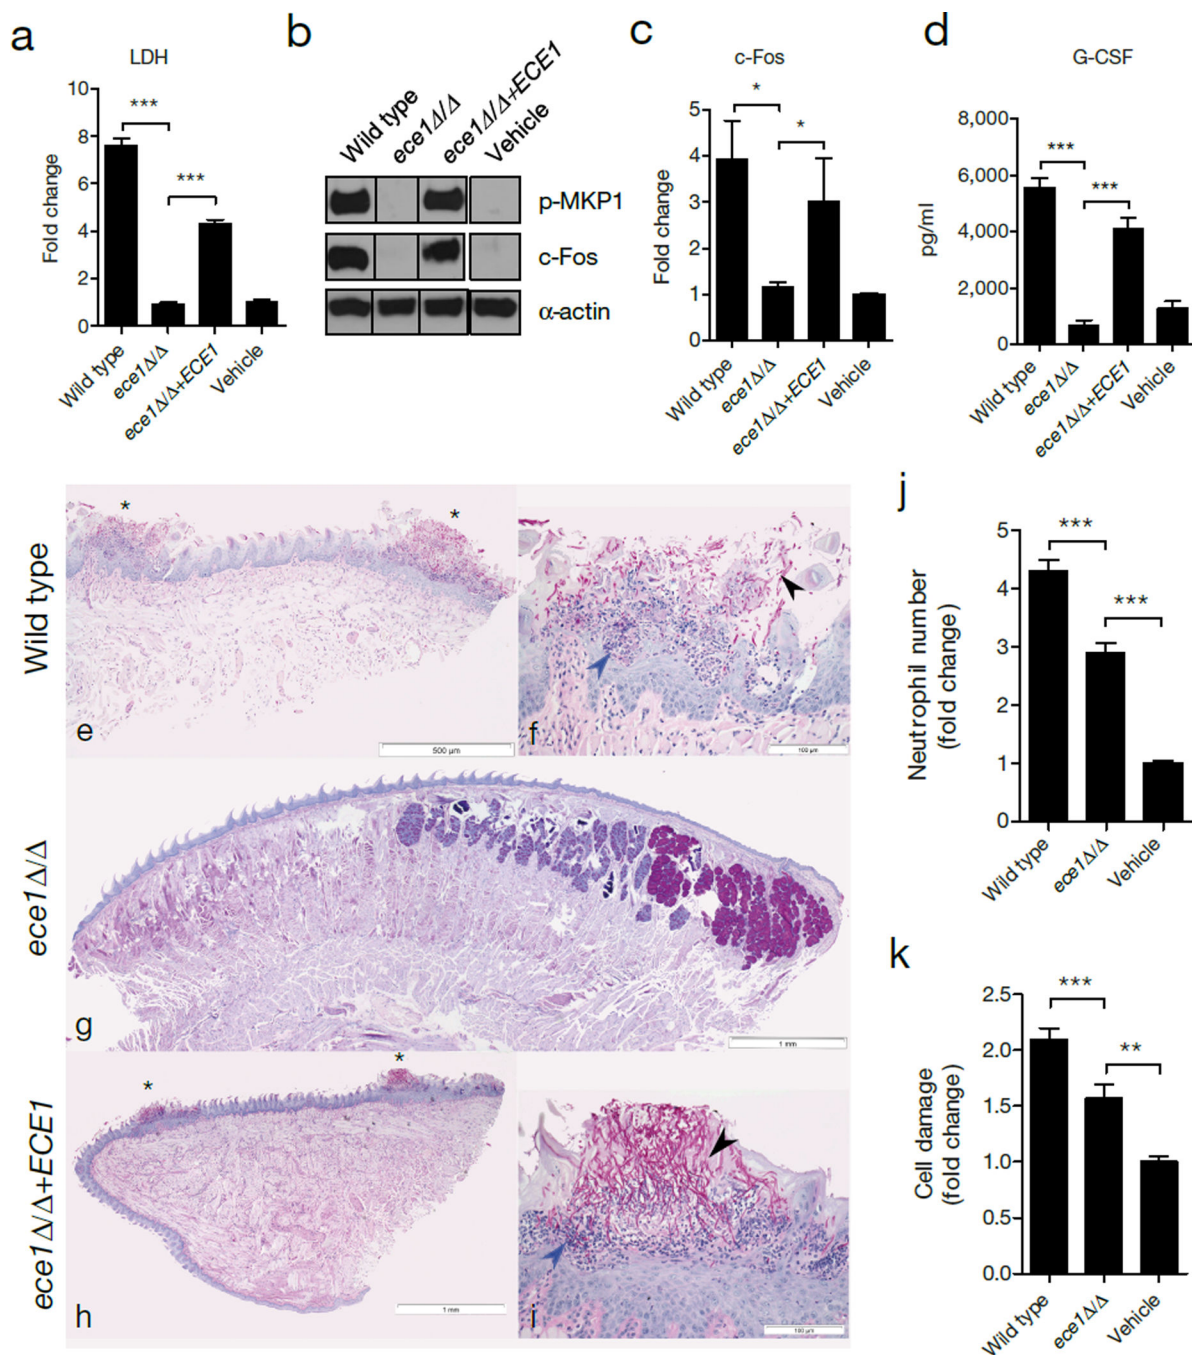 a
LDH
Fold change
10
8
6
4
2
0
***
***
Wild type
ece1Δ/Δ
ece1Δ/Δ+ECE1
Vehicle
b
Wild type
ece1Δ/Δ
ece1Δ/Δ+ECE1
Vehicle
p-MKP1
c-Fos
α-actin
c
c-Fos
Fold change
5
4
3
2
1
0
*
*
Wild type
ece1Δ/Δ
ece1Δ/Δ+ECE1
Vehicle
d
G-CSF
pg/ml
8,000
6,000
4,000
2,000
0
***
***
Wild type
ece1Δ/Δ
ece1Δ/Δ+ECE1
Vehicle
Wild type
*
*
e
500 µm
f
100 µm
ece1Δ/Δ
g
1 mm
ece1Δ/Δ+ECE1
*
*
h
1 mm
i
100 µm
j
Neutrophil number
(fold change)
5
4
3
2
1
0
***
***
Wild type
ece1Δ/Δ
Vehicle
k
Cell damage
(fold change)
2.5
2.0
1.5
1.0
0.5
0.0
***
**
Wild type
ece1Δ/Δ
Vehicle